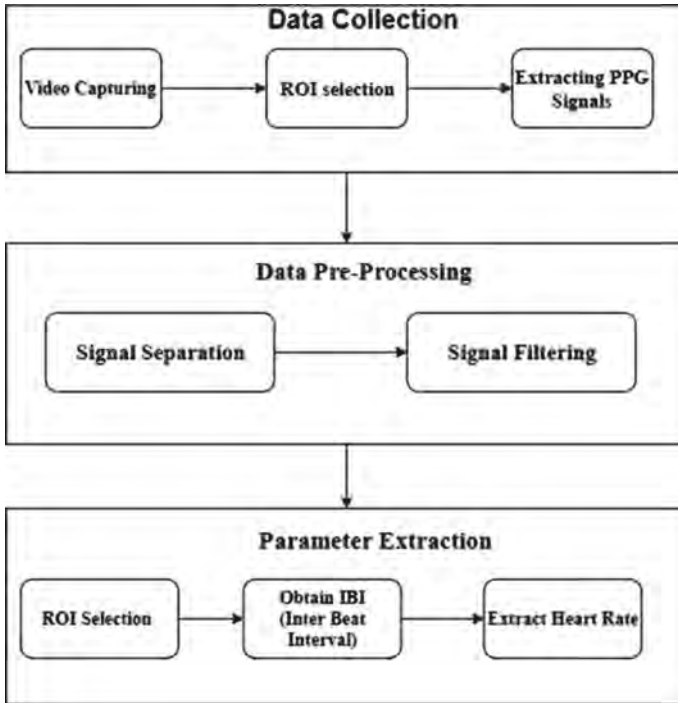 Data Collection
Video Capturing
ROI selection
Extracting PPG
Signals
Data Pre-Processing
Signal Separation
Signal Filtering
Parameter Extraction
ROI Selection
Obtain IBI
(Inter Beat
Interval)
Extract Heart Rate